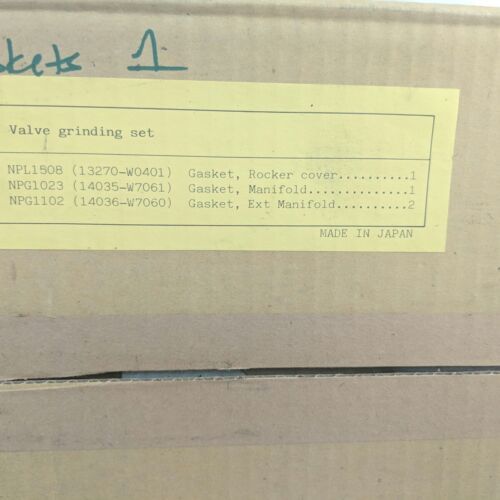 kets 1
Valve grinding set
NPL1508 (13270-W0401) Gasket, Rocker cover..........1
NPG1023 (14035-W7061) Gasket, Manifold..............1
NPG1102 (14036-W7060) Gasket, Ext Manifold..........2
MADE IN JAPAN